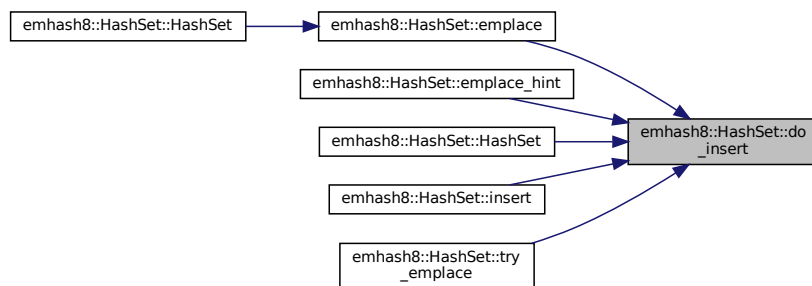 emhash8::HashSet::HashSet
emhash8::HashSet::emplace
emhash8::HashSet::emplace_hint
emhash8::HashSet::HashSet
emhash8::HashSet::insert
emhash8::HashSet::try
_emplace
emhash8::HashSet::do
_insert